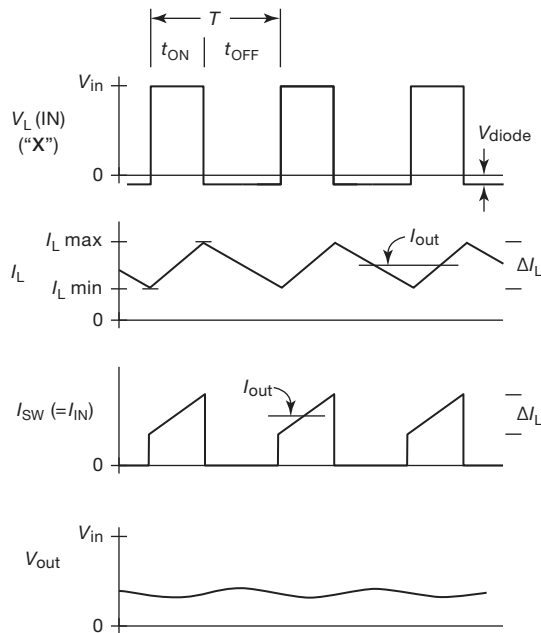 T
tON tOFF
Vin
VL (IN)
("X")
Vdiode
0
IL max
Iout
IL
ΔIL
IL min
0
Iout
ISW (=IIN)
ΔIL
0
Vin
Vout
0